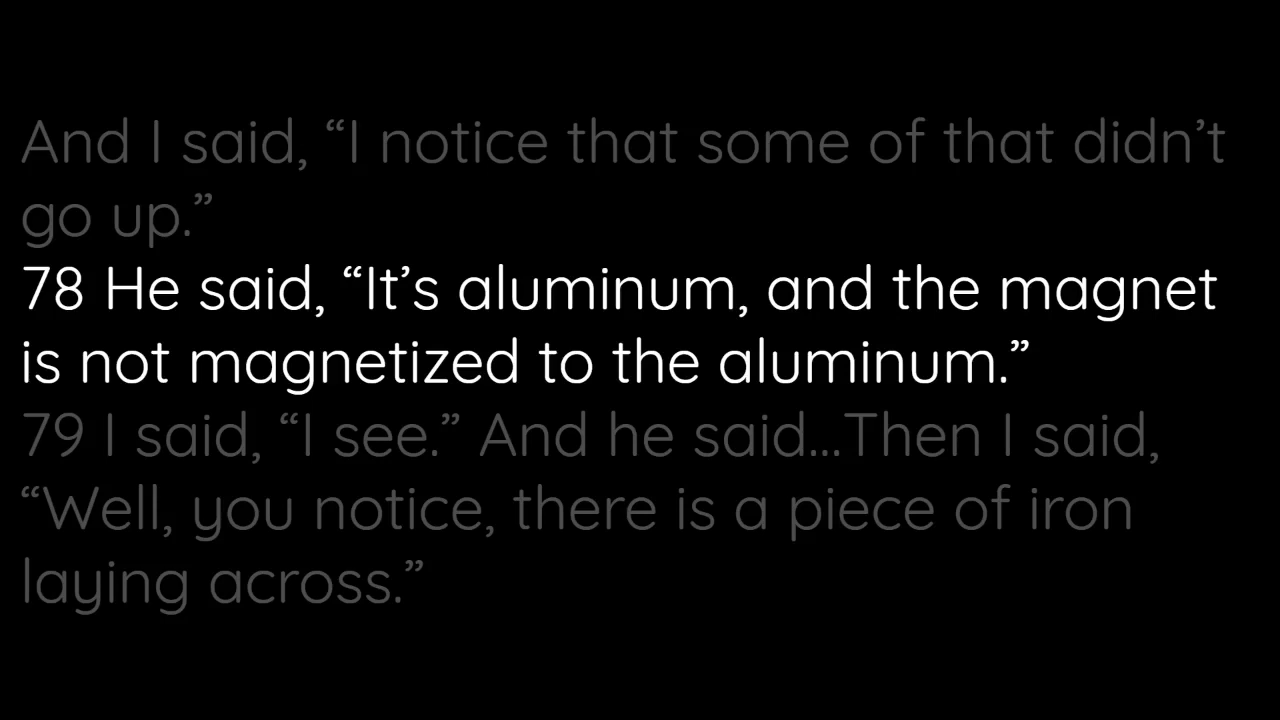 And I said, “I notice that some of that didn’t
go up.”
78 He said, “It’s aluminum, and the magnet
is not magnetized to the aluminum.”
79 I said, “I see.” And he said...Then I said,
“Well, you notice, there is a piece of iron
laying across.”